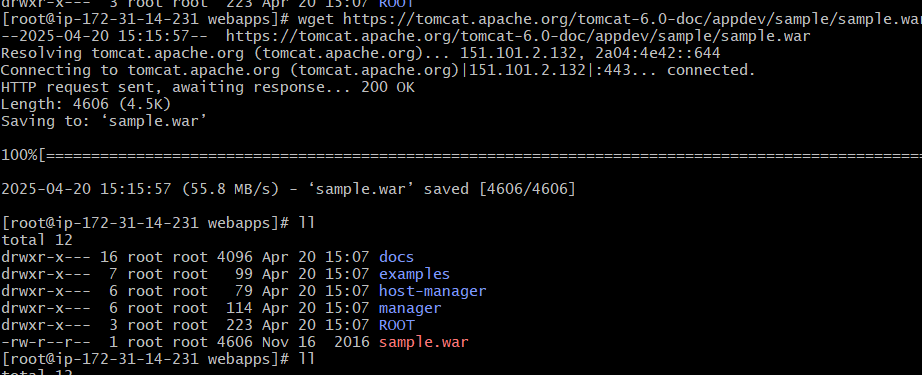 drwxr-x---  3 root root  223 Apr 20 15:07 ROOT
[root@ip-172-31-14-231 webapps]# wget https://tomcat.apache.org/tomcat-6.0-doc/appdev/sample/sample.war
--2025-04-20 15:15:57--  https://tomcat.apache.org/tomcat-6.0-doc/appdev/sample/sample.war
Resolving tomcat.apache.org (tomcat.apache.org)... 151.101.2.132, 2a04:4e42::644
Connecting to tomcat.apache.org (tomcat.apache.org)|151.101.2.132|:443... connected.
HTTP request sent, awaiting response... 200 OK
Length: 4606 (4.5K)
Saving to: ‘sample.war’
100%[==============================================================================================
2025-04-20 15:15:57 (55.8 MB/s) - ‘sample.war’ saved [4606/4606]
[root@ip-172-31-14-231 webapps]# ll
total 12
drwxr-x--- 16 root root 4096 Apr 20 15:07 docs
drwxr-x---  7 root root   99 Apr 20 15:07 examples
drwxr-x---  6 root root   79 Apr 20 15:07 host-manager
drwxr-x---  6 root root  114 Apr 20 15:07 manager
drwxr-x---  3 root root  223 Apr 20 15:07 ROOT
-rw-r--r--  1 root root 4606 Nov 16  2016 sample.war
[root@ip-172-31-14-231 webapps]# ll
total 12